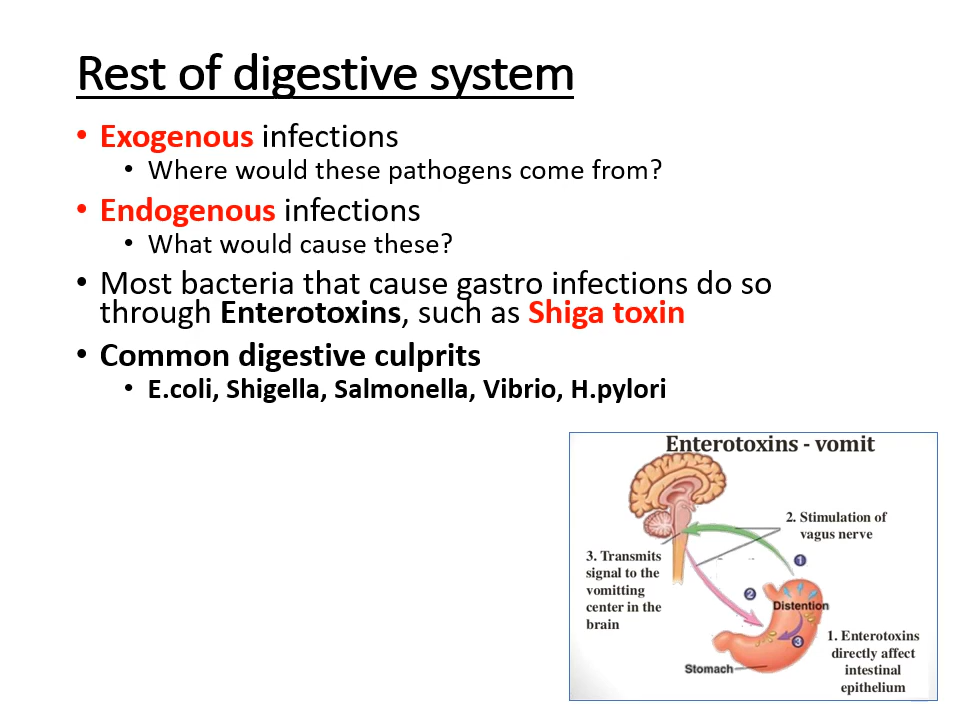 Rest of digestive system
• Exogenous infections
• Where would these pathogens come from?
• Endogenous infections
• What would cause these?
• Most bacteria that cause gastro infections do so
through Enterotoxins, such as Shiga toxin
• Common digestive culprits
• E.coli, Shigella, Salmonella, Vibrio, H.pylori
Enterotoxins - vomit
2. Stimulation of
vagus nerve
3. Transmits
signal to the
vomitting
center in the
brain
1
2
Distention
3
1. Enterotoxins
directly affect
intestinal
epithelium
Stomach